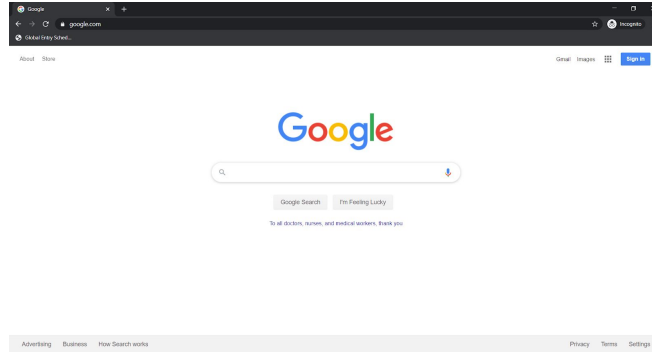 Google
google.com
Incognito
Global Entry Sched...
About Store
Gmail Images Sign in
Google
Google Search I'm Feeling Lucky
To all doctors, nurses, and medical workers, thank you
Advertising Business How Search works
Privacy Terms Settings